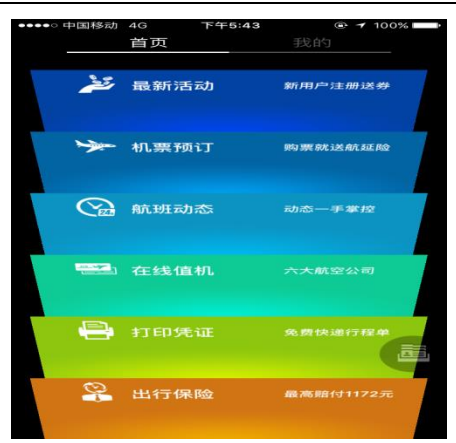 中国移动 4G 下午5:43 100%
首页 我的
最新活动 新用户注册送券
机票预订 购票就送航延险
航班动态 动态一手掌控
在线值机 六大航空公司
打印凭证 免费快递行程单
出行保险 最高赔付1172元